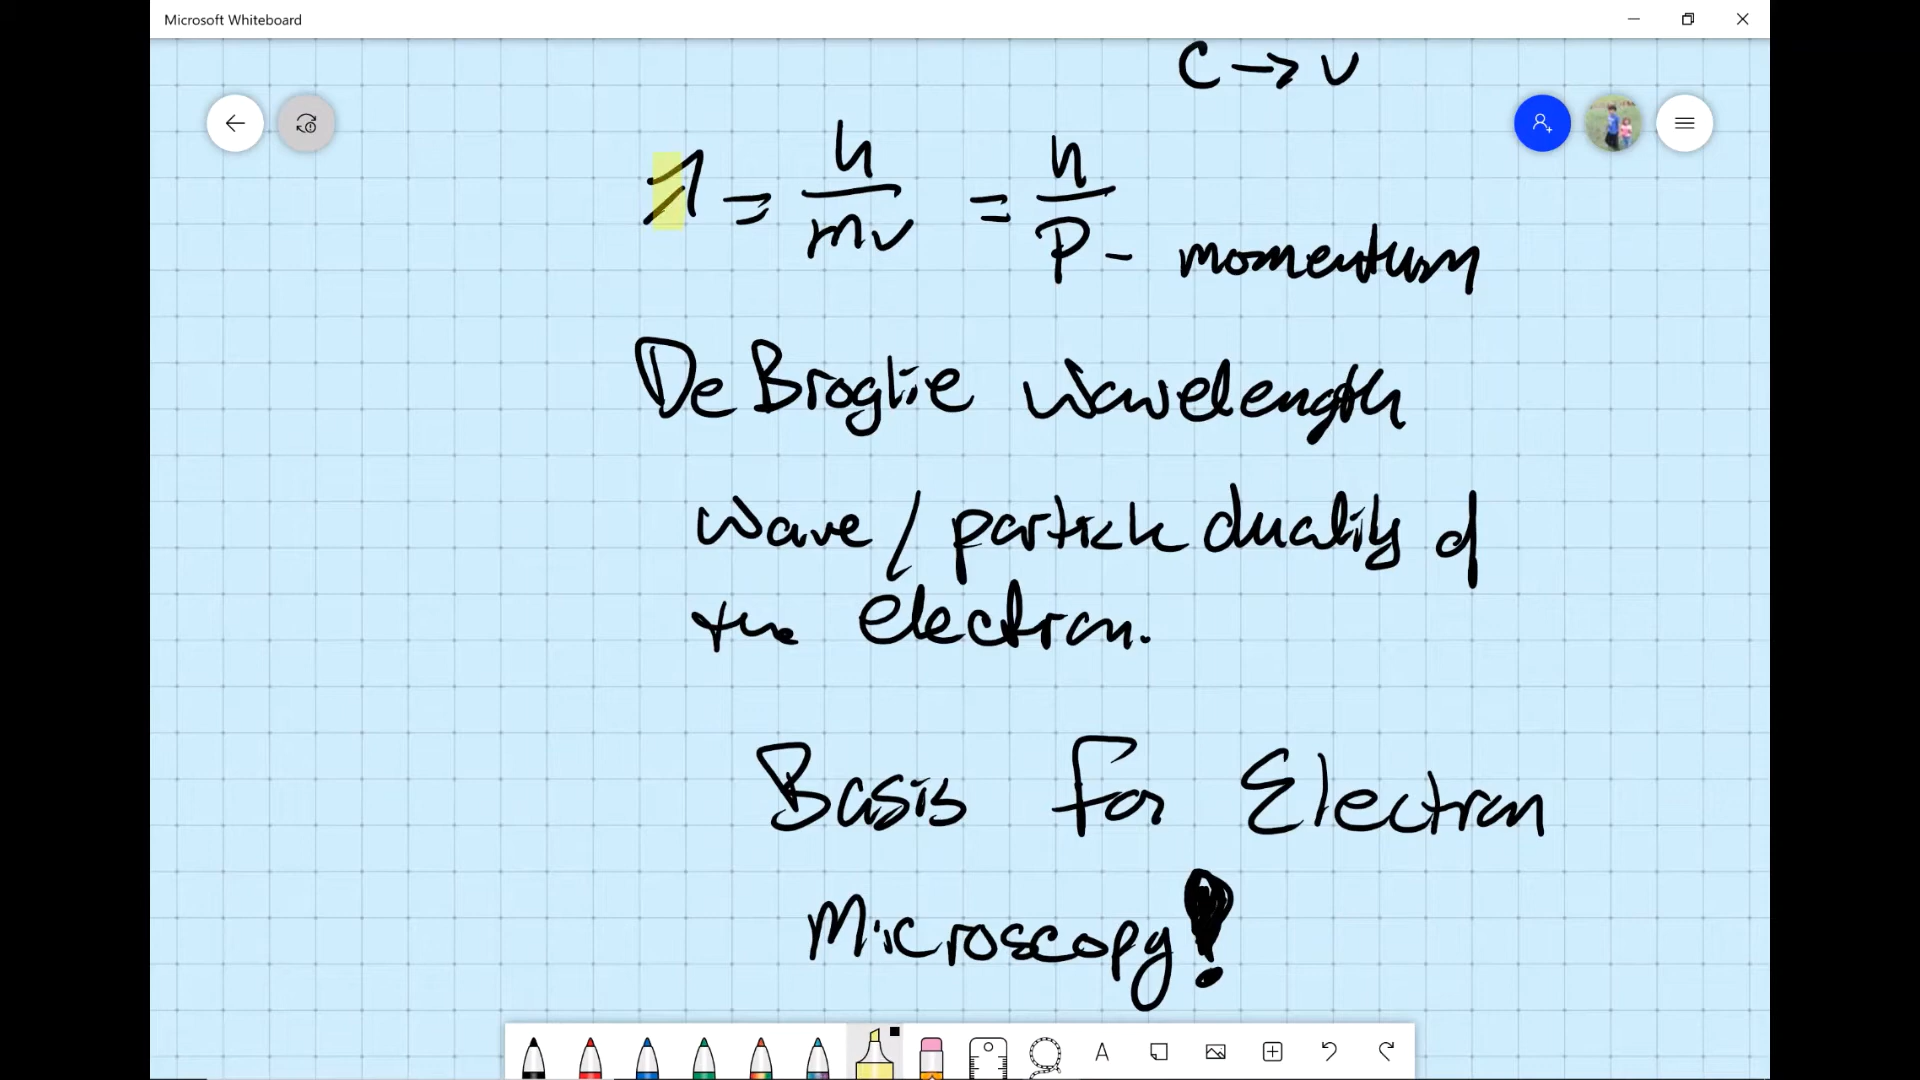 Microsoft Whiteboard
C → v
λ = h/mv = h/p - momentum
De Broglie wavelength
wave / particle duality of
the electron.
Basis for Electron
Microscopy!
A